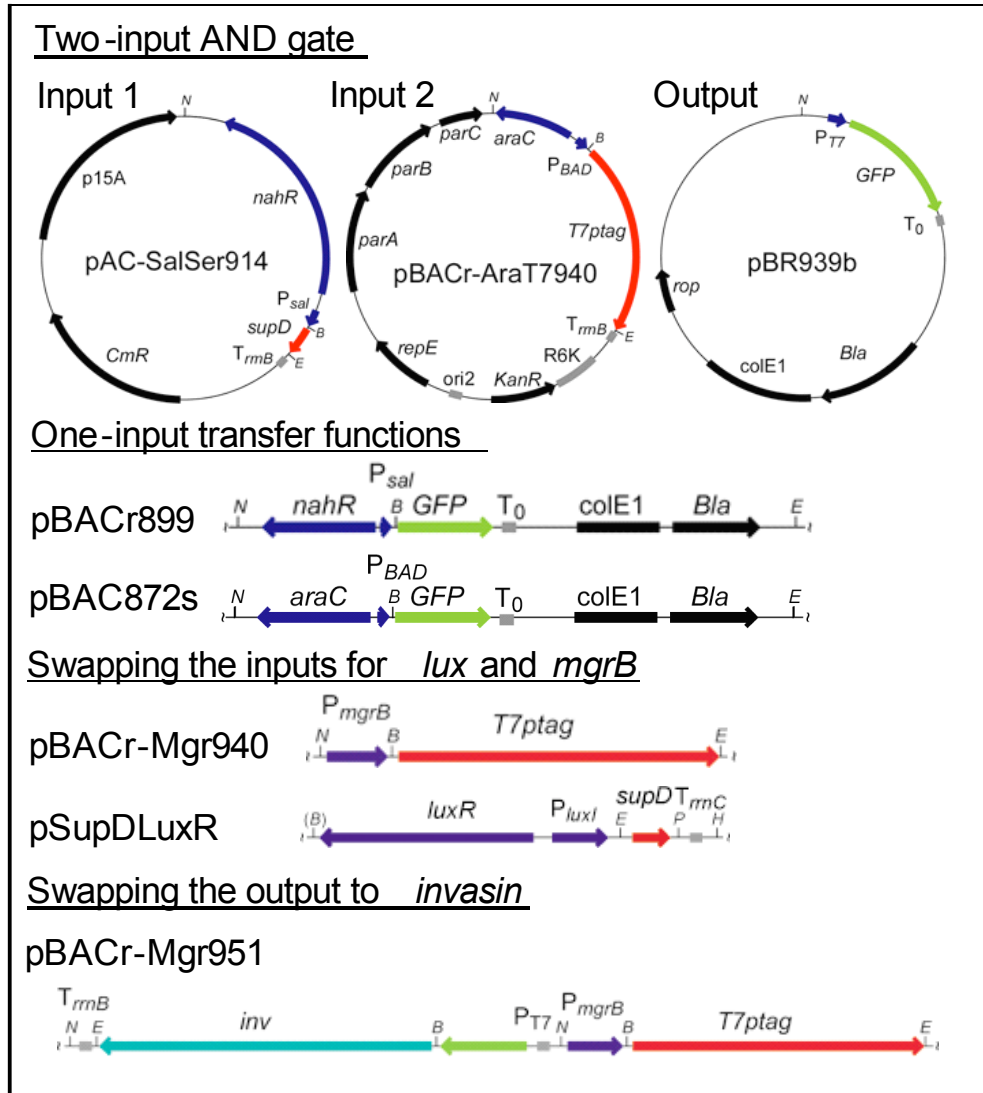 Two-input AND gate
Input 1 Input 2 Output
N
p15A
nahR
pAC-SalSer914
Psal
supD
B
TrrnB
E
CmR
N
parC
araC
B
parB
PBAD
parA
T7ptag
pBACr-AraT7940
TrrnB
E
repE
R6K
ori2
KanR
N
PT7
GFP
T0
pBR939b
rop
colE1
Bla
One-input transfer functions
pBACr899
N nahR Psal B GFP T0 colE1 Bla E
pBAC872s
N araC PBAD B GFP T0 colE1 Bla E
Swapping the inputs for lux and mgrB
pBACr-Mgr940
N PmgrB B T7ptag E
pSupDLuxR
(B) luxR PluxI E supD P TrrnC H
Swapping the output to invasin
pBACr-Mgr951
TrrnB PmgrB
N E inv B PT7 N B T7ptag E